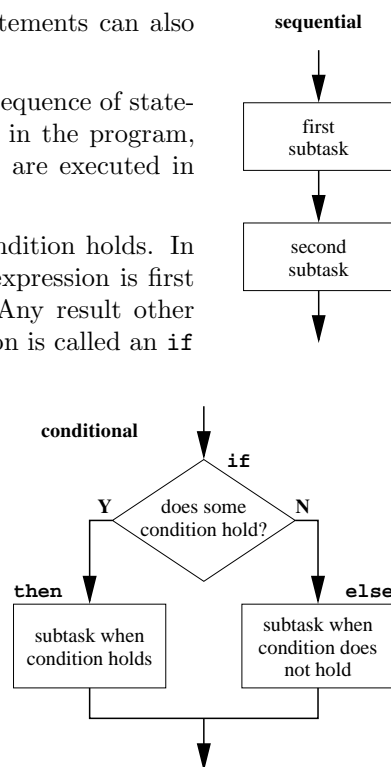 tements can also
equence of state-
in the program,
are executed in
ndition holds. In
expression is first
Any result other
on is called an if
sequential
first
subtask
second
subtask
conditional
if
does some
condition hold?
Y
N
then
else
subtask when
condition holds
subtask when
condition does
not hold